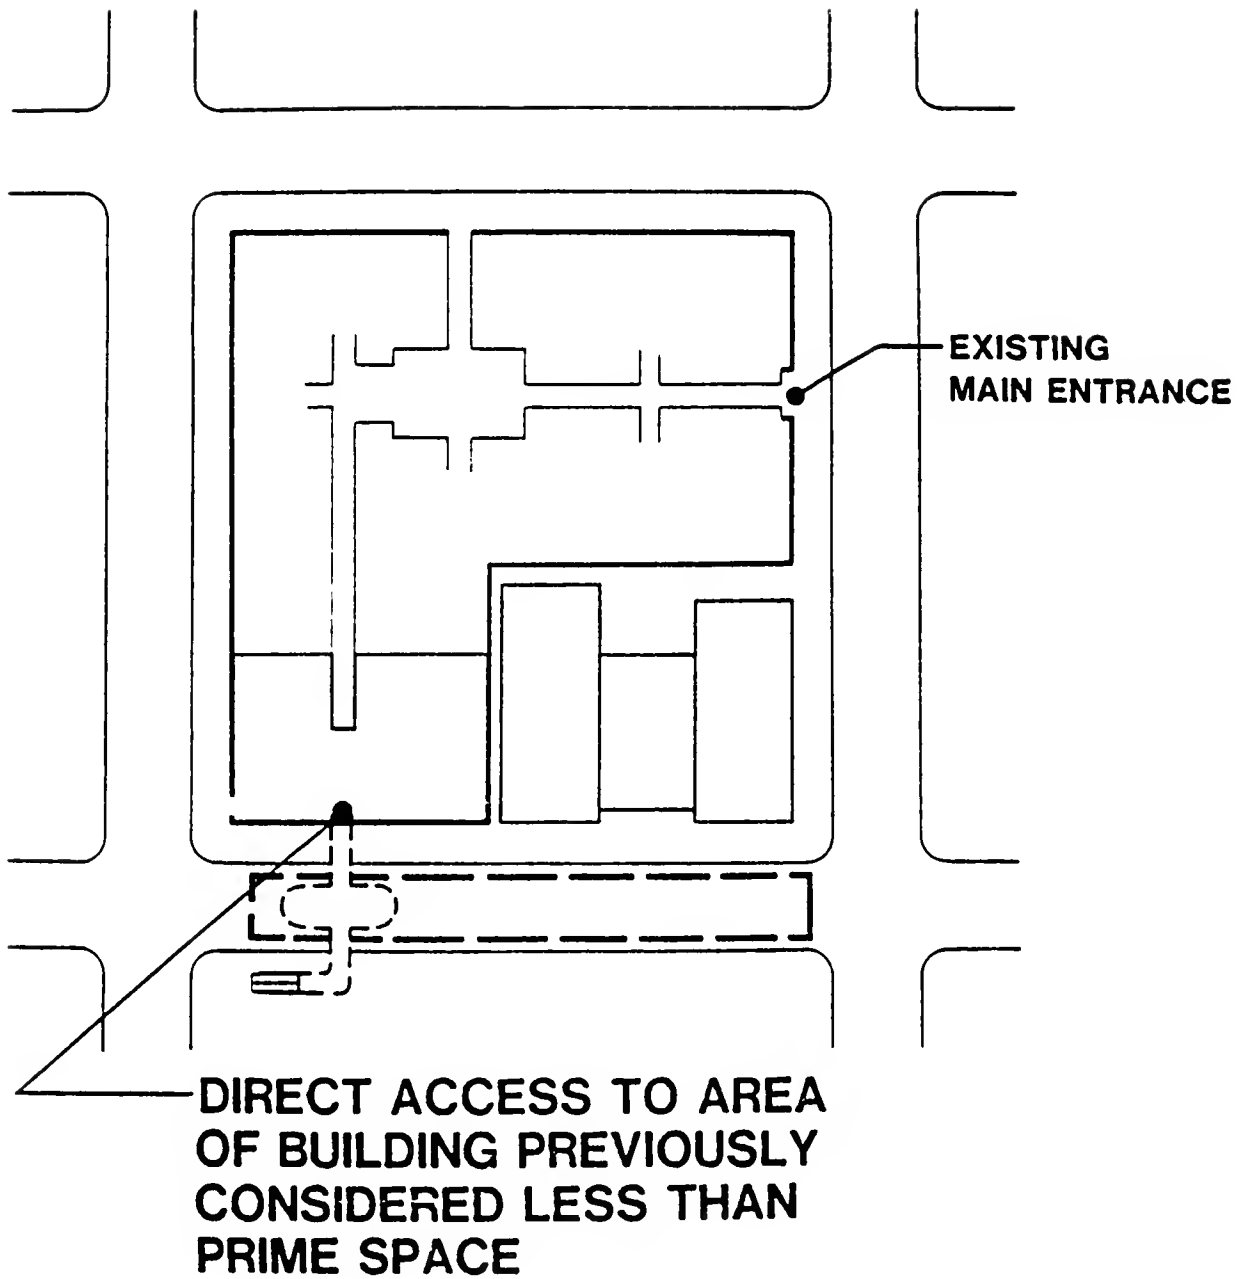 EXISTING
MAIN ENTRANCE
DIRECT ACCESS TO AREA
OF BUILDING PREVIOUSLY
CONSIDERED LESS THAN
PRIME SPACE